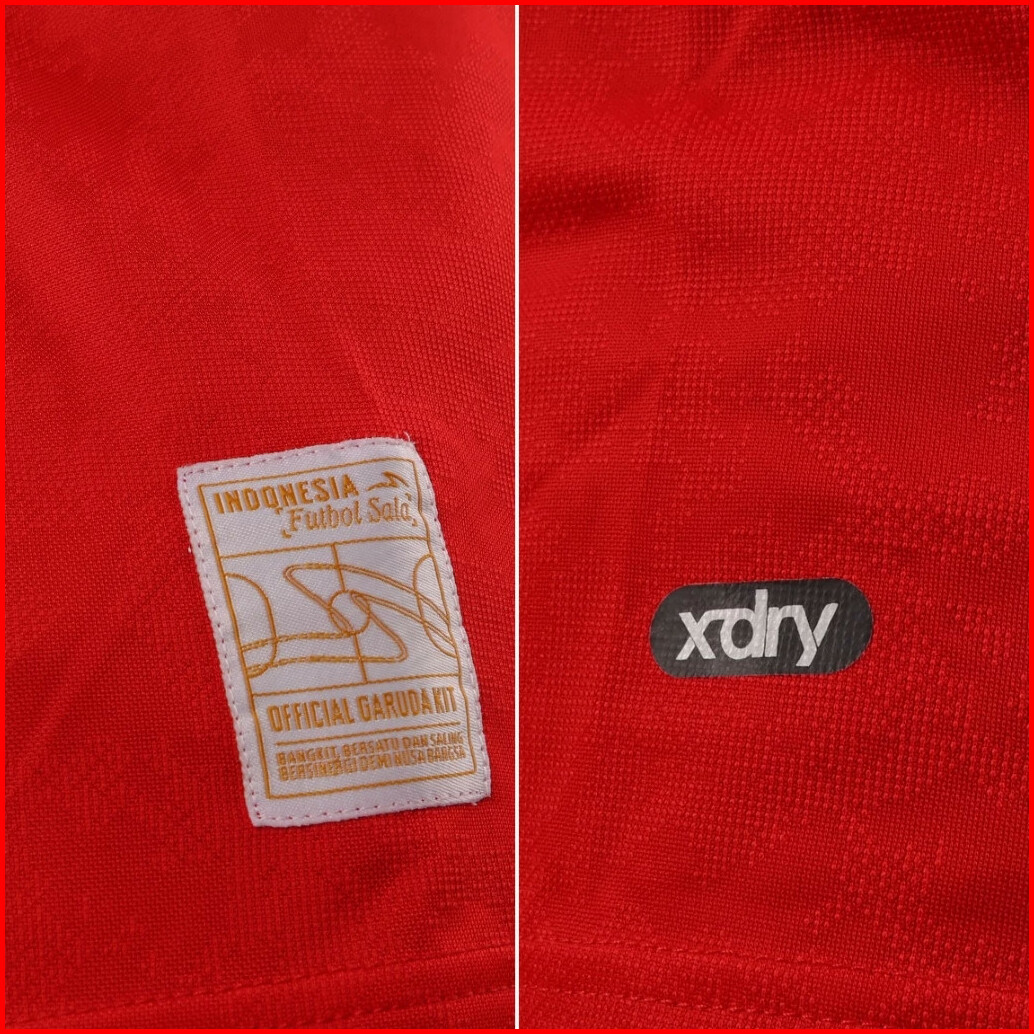 INDONESIA
Futbol Sala
OFFICIAL GARUDA KIT
BANGKIT, BERSATU DAN SALING
BERSINERGI DEMI NUSA BANGSA
xdry